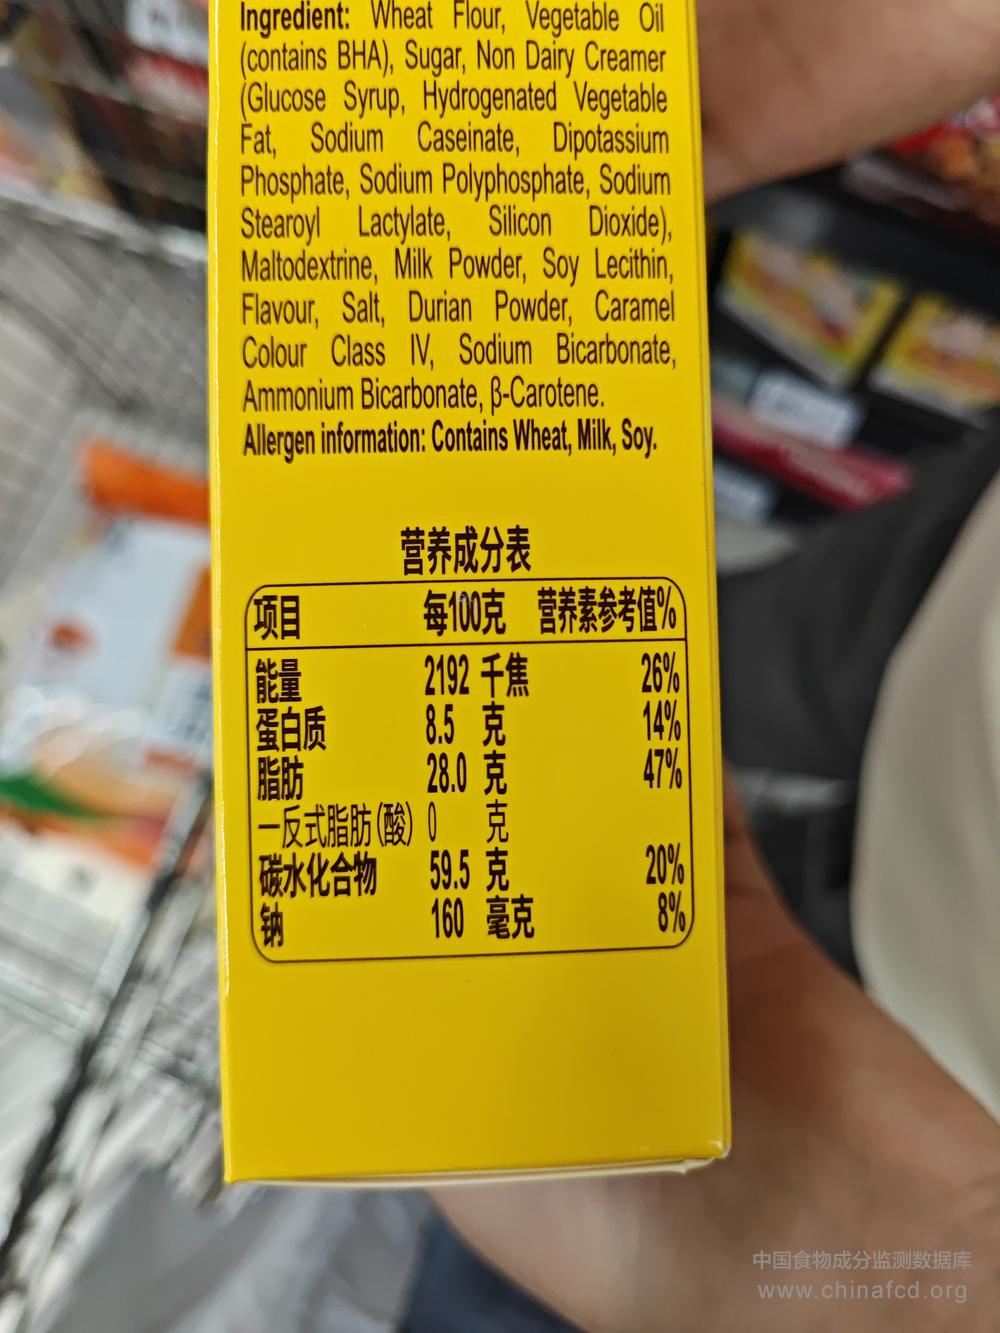 Ingredient: Wheat Flour, Vegetable Oil
(contains BHA), Sugar, Non Dairy Creamer
(Glucose Syrup, Hydrogenated Vegetable
Fat, Sodium Caseinate, Dipotassium
Phosphate, Sodium Polyphosphate, Sodium
Stearoyl Lactylate, Silicon Dioxide),
Maltodextrine, Milk Powder, Soy Lecithin,
Flavour, Salt, Durian Powder, Caramel
Colour Class IV, Sodium Bicarbonate,
Ammonium Bicarbonate, β-Carotene.
Allergen information: Contains Wheat, Milk, Soy.
营养成分表
项目 每100克 营养素参考值%
能量 2192 千焦 26%
蛋白质 8.5 克 14%
脂肪 28.0 克 47%
—反式脂肪(酸) 0 克
碳水化合物 59.5 克 20%
钠 160 毫克 8%
中国食物成分监测数据库
www.chinafcd.org